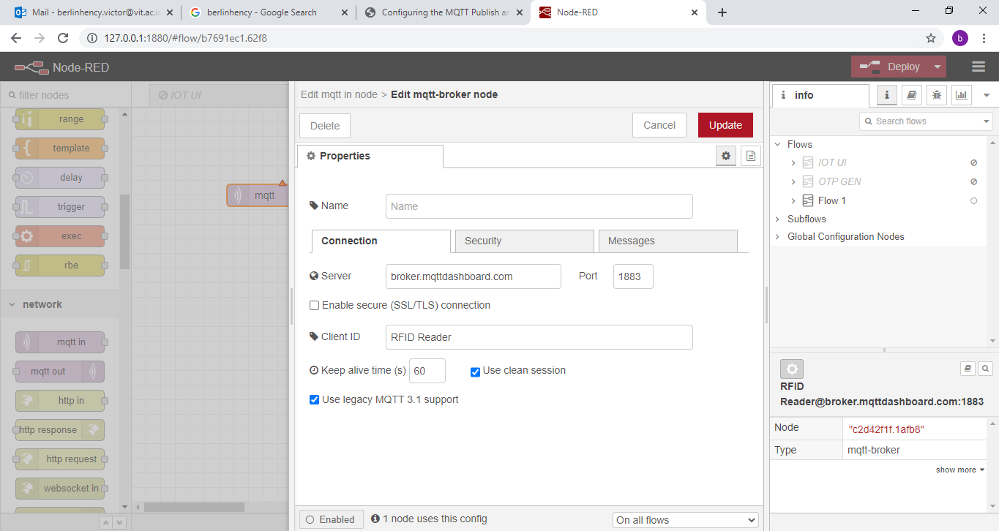 Mail - berlinhency.victor@vit.ac.in
berlinhency - Google Search
Configuring the MQTT Publish an
Node-RED
127.0.0.1:1880/#flow/b7691ec1.62f8
b
Node-RED
Deploy
filter nodes
range
template
delay
trigger
exec
rbe
network
mqtt in
mqtt out
http in
http response
http request
websocket in
IOT UI
mqtt
Edit mqtt in node > Edit mqtt-broker node
Delete
Cancel
Update
Properties
Name
Name
Connection
Security
Messages
Server
broker.mqttdashboard.com
Port
1883
Enable secure (SSL/TLS) connection
Client ID
RFID Reader
Keep alive time (s)
60
Use clean session
Use legacy MQTT 3.1 support
Enabled
1 node uses this config
On all flows
info
Search flows
Flows
IOT UI
OTP GEN
Flow 1
Subflows
Global Configuration Nodes
RFID
Reader@broker.mqttdashboard.com:1883
Node
"c2d42f1f.1afb8"
Type
mqtt-broker
show more